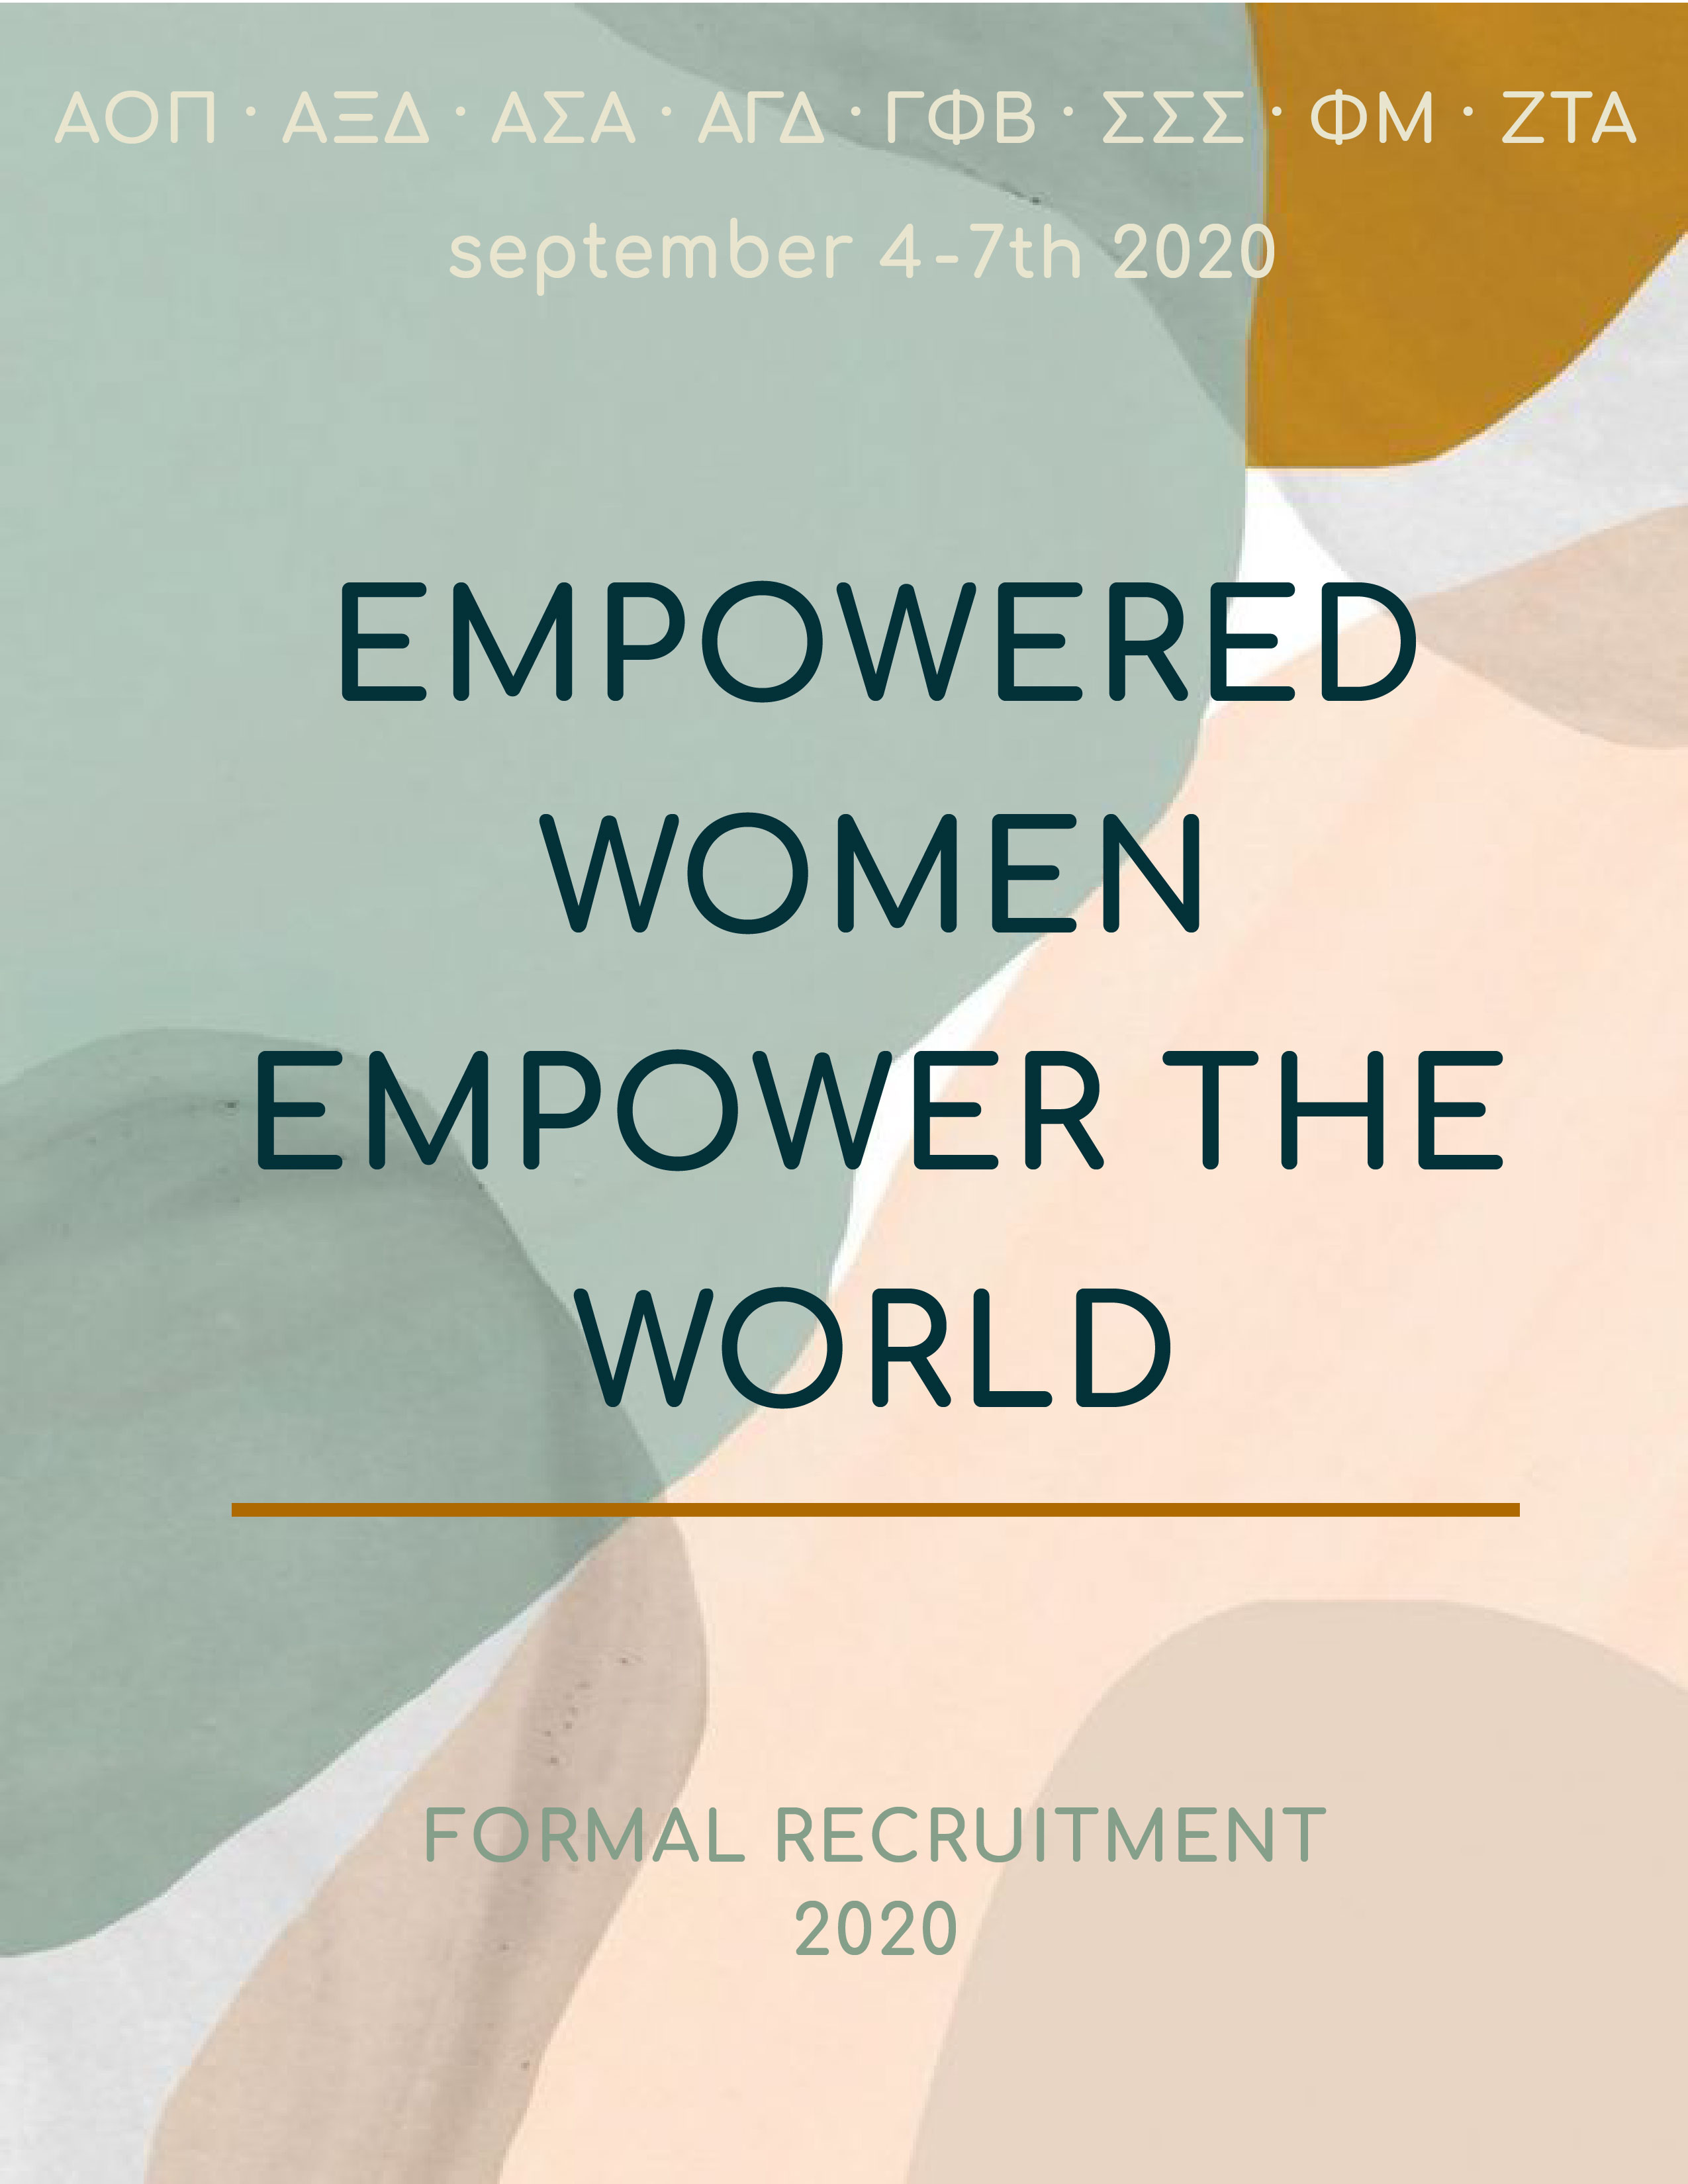 ΑΟΠ · ΑΞΔ · ΑΣΑ · ΑΓΔ · ΓΦΒ · ΣΣΣ · ΦΜ · ΖΤΑ
september 4-7th 2020
EMPOWERED
WOMEN
EMPOWER THE
WORLD
FORMAL RECRUITMENT
2020